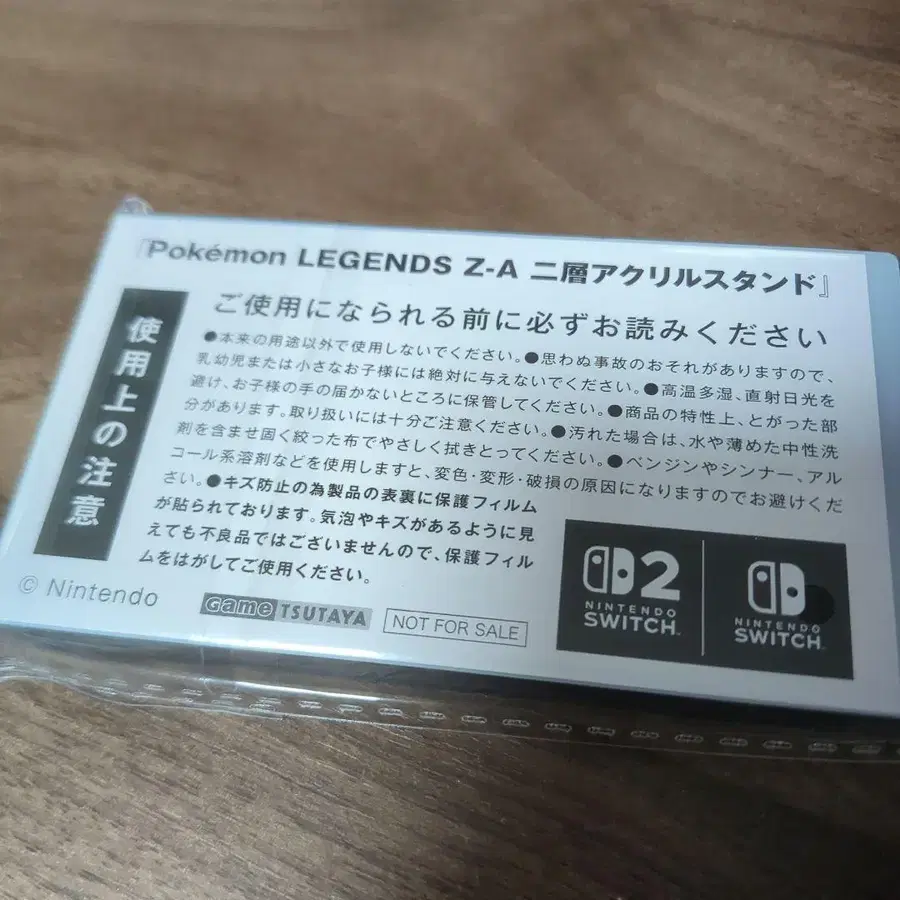 『Pokémon LEGENDS Z-A 二層アクリルスタンド』
使用上の注意
ご使用になられる前に必ずお読みください
●本来の用途以外で使用しないでください。●思わぬ事故のおそれがありますので、
乳幼児または小さなお子様には絶対に与えないでください。●高温多湿、直射日光を
避け、お子様の手の届かないところに保管してください。●商品の特性上、とがった部
分があります。取り扱いには十分ご注意ください。●汚れた場合は、水や薄めた中性洗
剤を含ませ固く絞った布でやさしく拭きとってください。●ベンジンやシンナー、アル
コール系溶剤などを使用しますと、変色・変形・破損の原因になりますのでお避けくだ
さい。●キズ防止の為製品の表裏に保護フィルム
が貼られております。気泡やキズがあるように見
えても不良品ではございませんので、保護フィル
ムをはがしてご使用ください。
© Nintendo
Game TSUTAYA
NOT FOR SALE
2
NINTENDO
SWITCH™
NINTENDO
SWITCH™